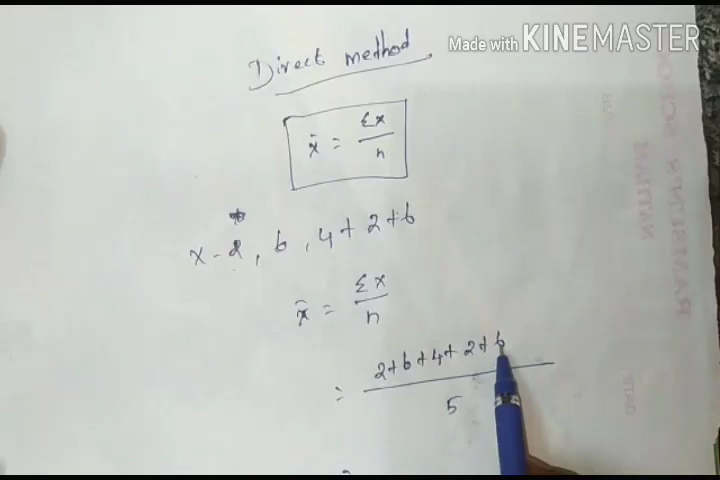 Made with KINEMASTER
Direct method
x̄ = Σx/n
x - 2, 6, 4 + 2 + 6
x̄ = Σx/n
= 2+6+4+2+6/5